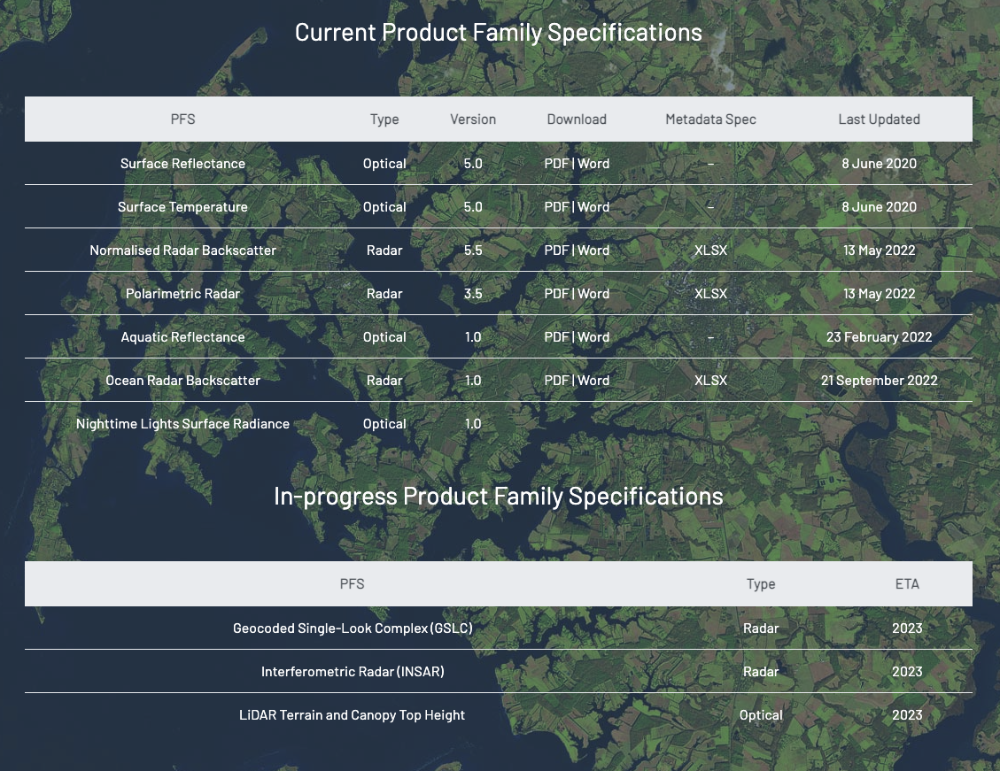 Current Product Family Specifications
PFS Type Version Download Metadata Spec Last Updated
Surface Reflectance Optical 5.0 PDF | Word – 8 June 2020
Surface Temperature Optical 5.0 PDF | Word – 8 June 2020
Normalised Radar Backscatter Radar 5.5 PDF | Word XLSX 13 May 2022
Polarimetric Radar Radar 3.5 PDF | Word XLSX 13 May 2022
Aquatic Reflectance Optical 1.0 PDF | Word – 23 February 2022
Ocean Radar Backscatter Radar 1.0 PDF | Word XLSX 21 September 2022
Nighttime Lights Surface Radiance Optical 1.0
In-progress Product Family Specifications
PFS Type ETA
Geocoded Single-Look Complex (GSLC) Radar 2023
Interferometric Radar (INSAR) Radar 2023
LiDAR Terrain and Canopy Top Height Optical 2023